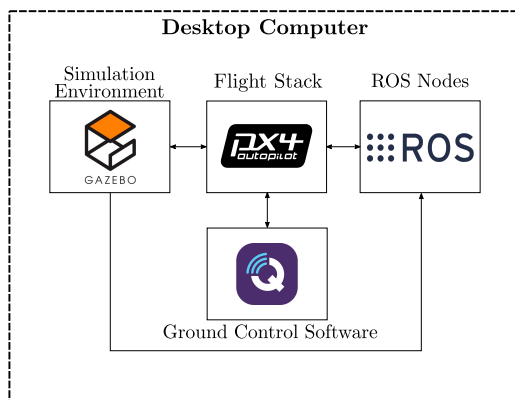 Desktop Computer
Simulation
Environment
Flight Stack
ROS Nodes
GAZEBO
px4
autopilot
ROS
Q
Ground Control Software